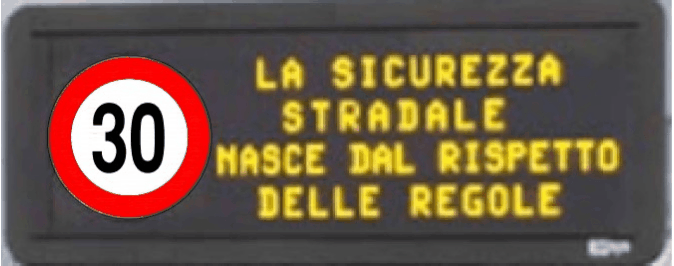 30
LA SICUREZZA
STRADALE
NASCE DAL RISPETTO
DELLE REGOLE